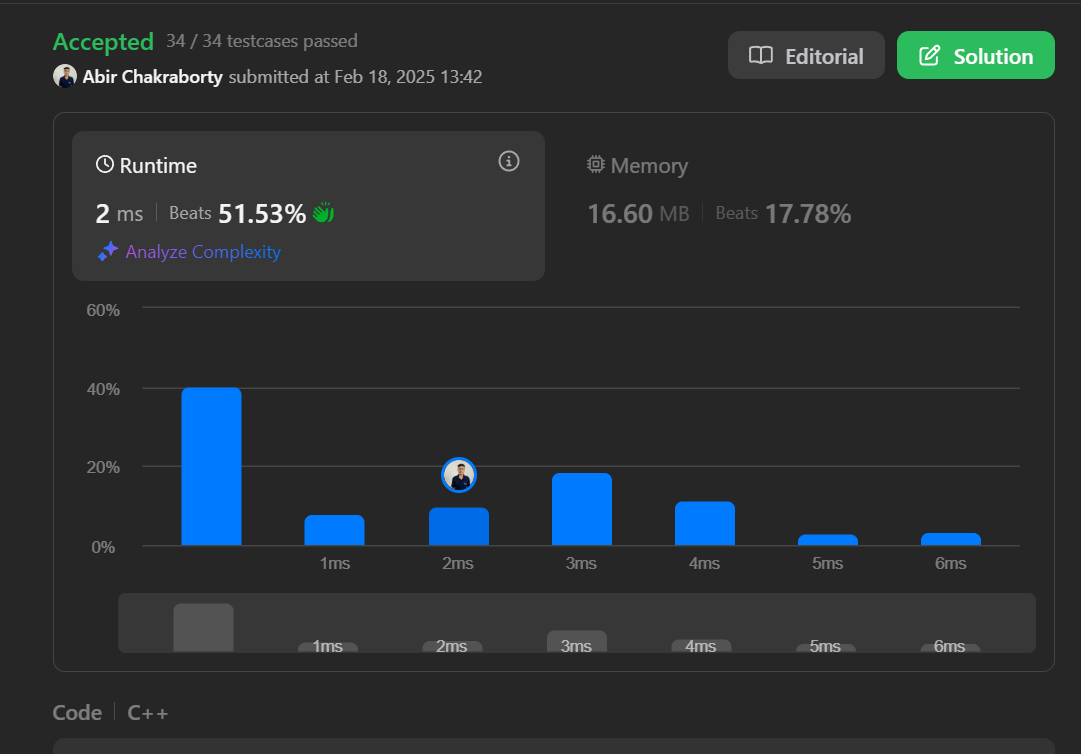 Accepted 34 / 34 testcases passed
Abir Chakraborty submitted at Feb 18, 2025 13:42
Editorial
Solution
Runtime
2 ms Beats 51.53%
Analyze Complexity
Memory
16.60 MB Beats 17.78%
60%
40%
20%
0%
1ms 2ms 3ms 4ms 5ms 6ms
1ms 2ms 3ms 4ms 5ms 6ms
Code C++